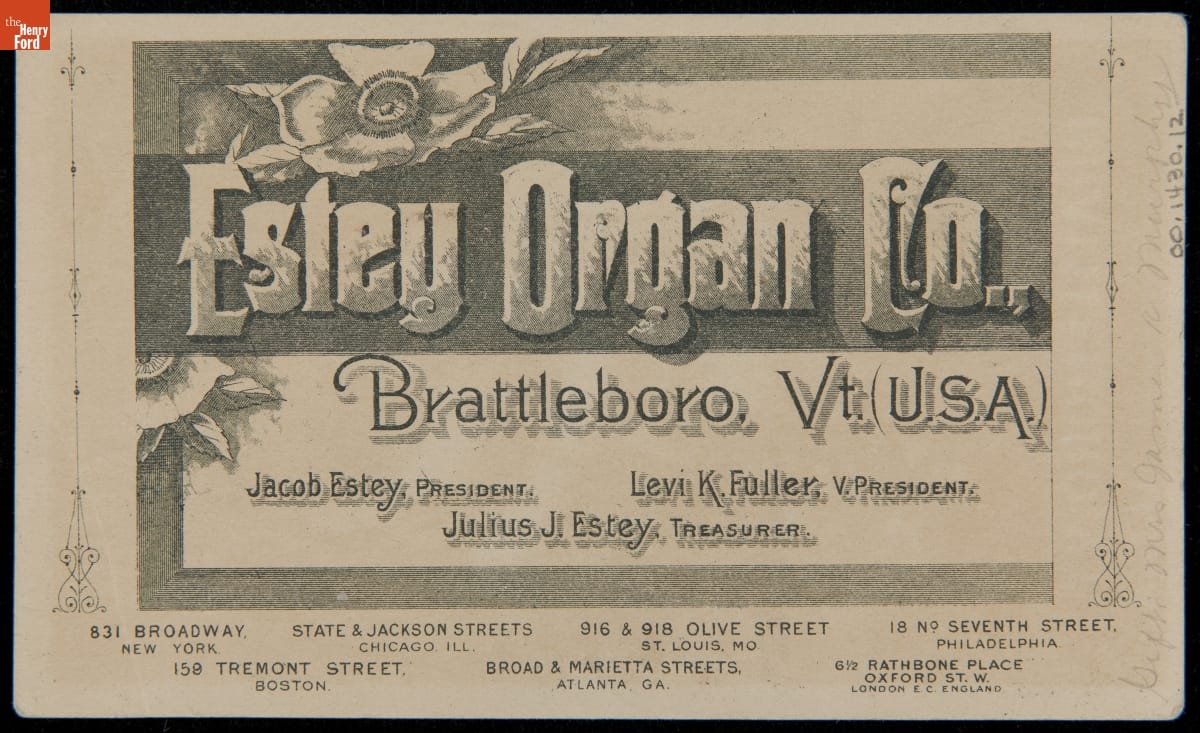 the
Henry
Ford
Estey Organ Co.,
Brattleboro, Vt. (U.S.A.)
Jacob Estey, President. Levi K. Fuller, V. President.
Julius J. Estey, Treasurer.
831 BROADWAY, NEW YORK.
STATE & JACKSON STREETS CHICAGO. ILL.
916 & 918 OLIVE STREET ST. LOUIS, MO
18 NO SEVENTH STREET, PHILADELPHIA.
159 TREMONT STREET, BOSTON.
BROAD & MARIETTA STREETS, ATLANTA, GA.
6½ RATHBONE PLACE
OXFORD ST. W.
LONDON E.C. ENGLAND
00.1430.12